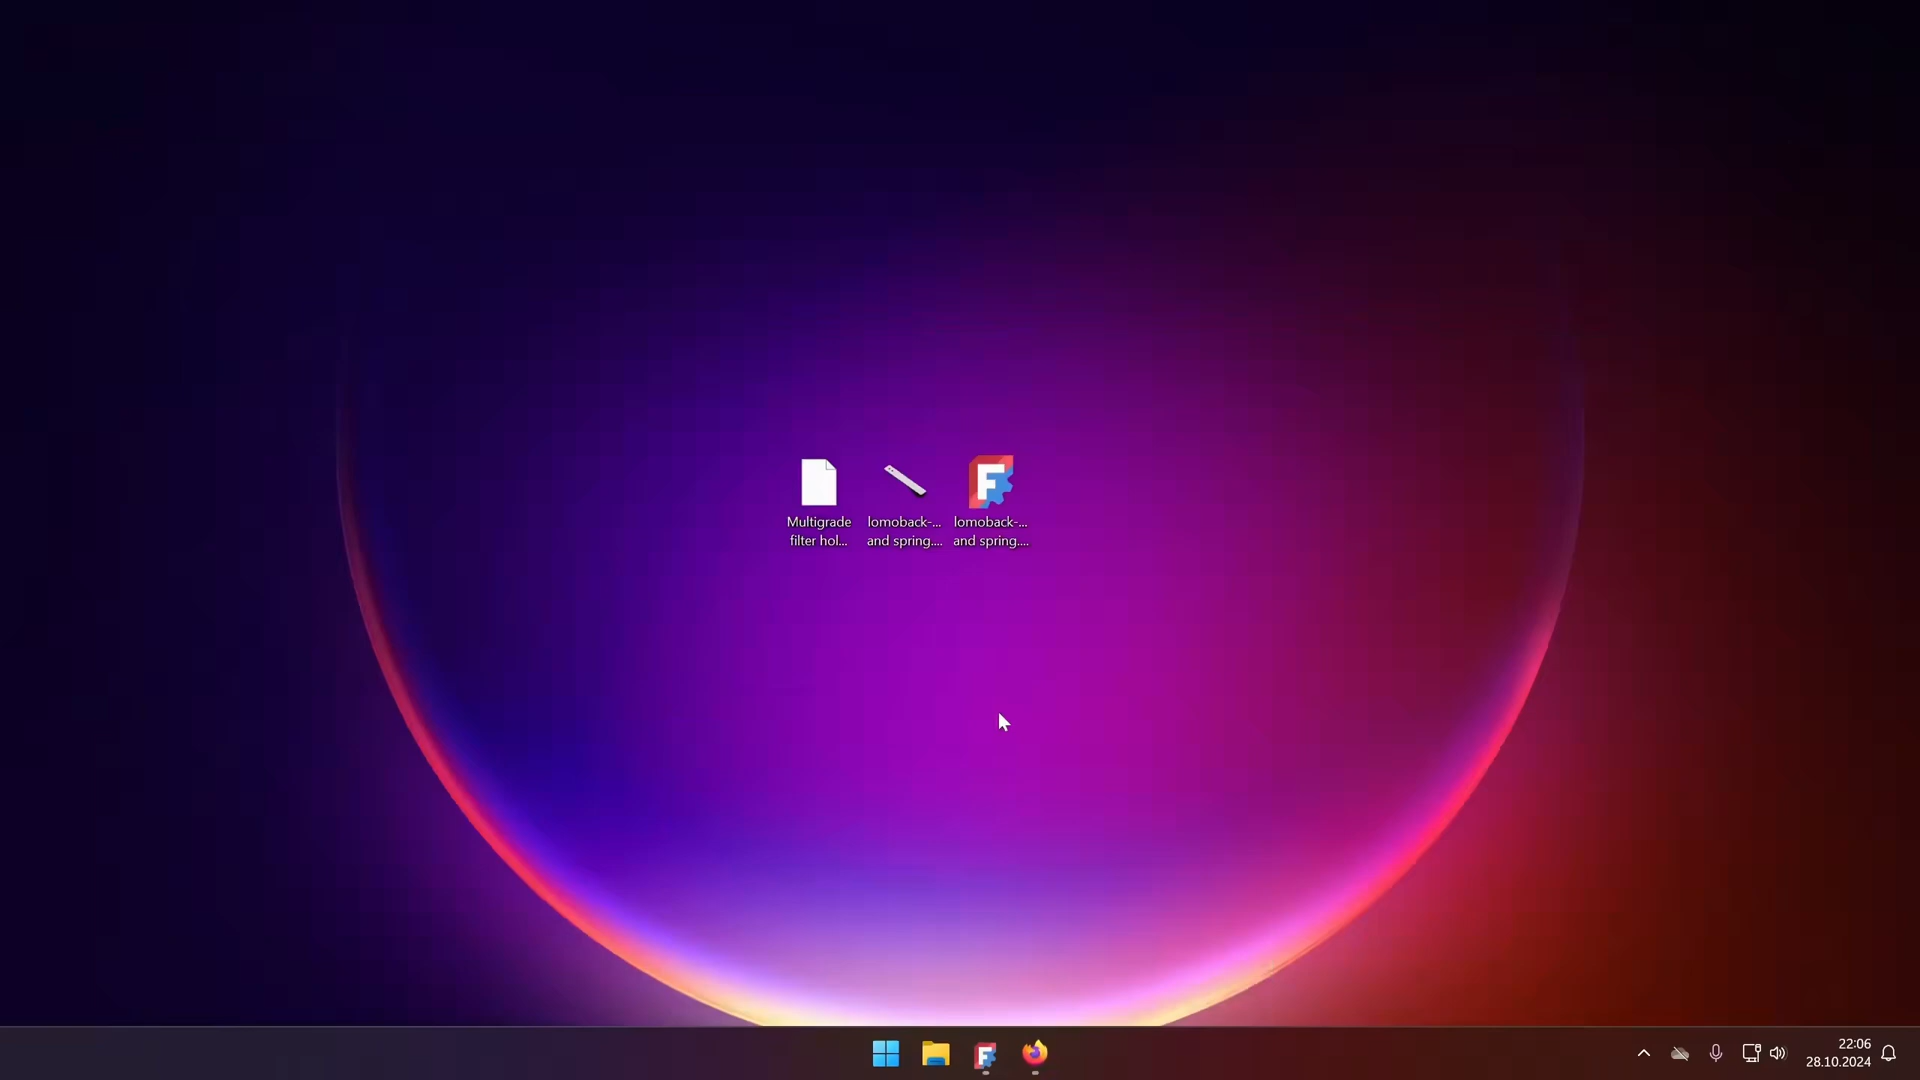 Multigrade
filter hol...
lomoback-...
and spring....
lomoback-...
and spring....
22:06
28.10.2024